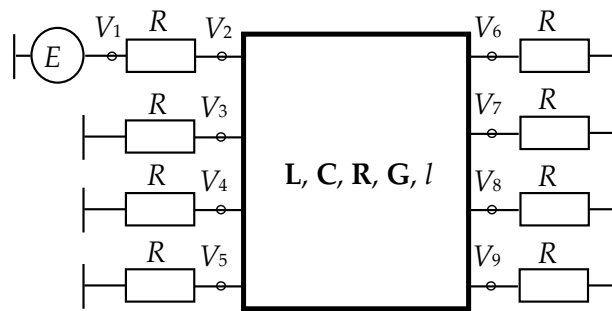 V1 R V2 V6 R
E
R V3 V7 R
R V4 L, C, R, G, l V8 R
R V5 V9 R